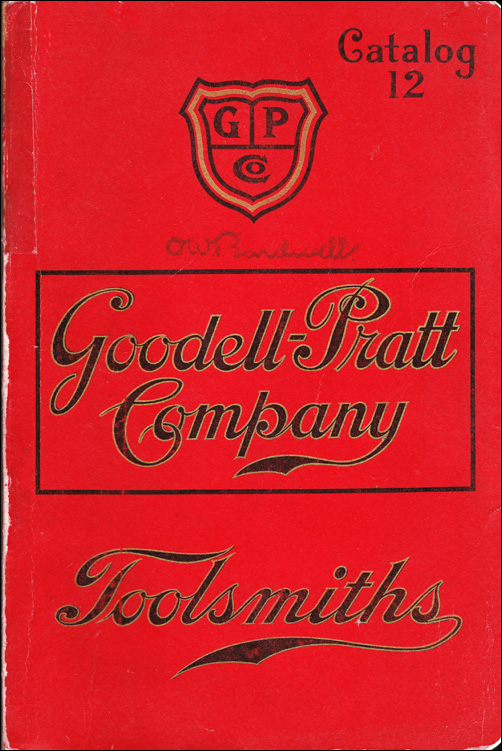 Catalog
12
G P
Co
Goodell-Pratt
Company
Toolsmiths